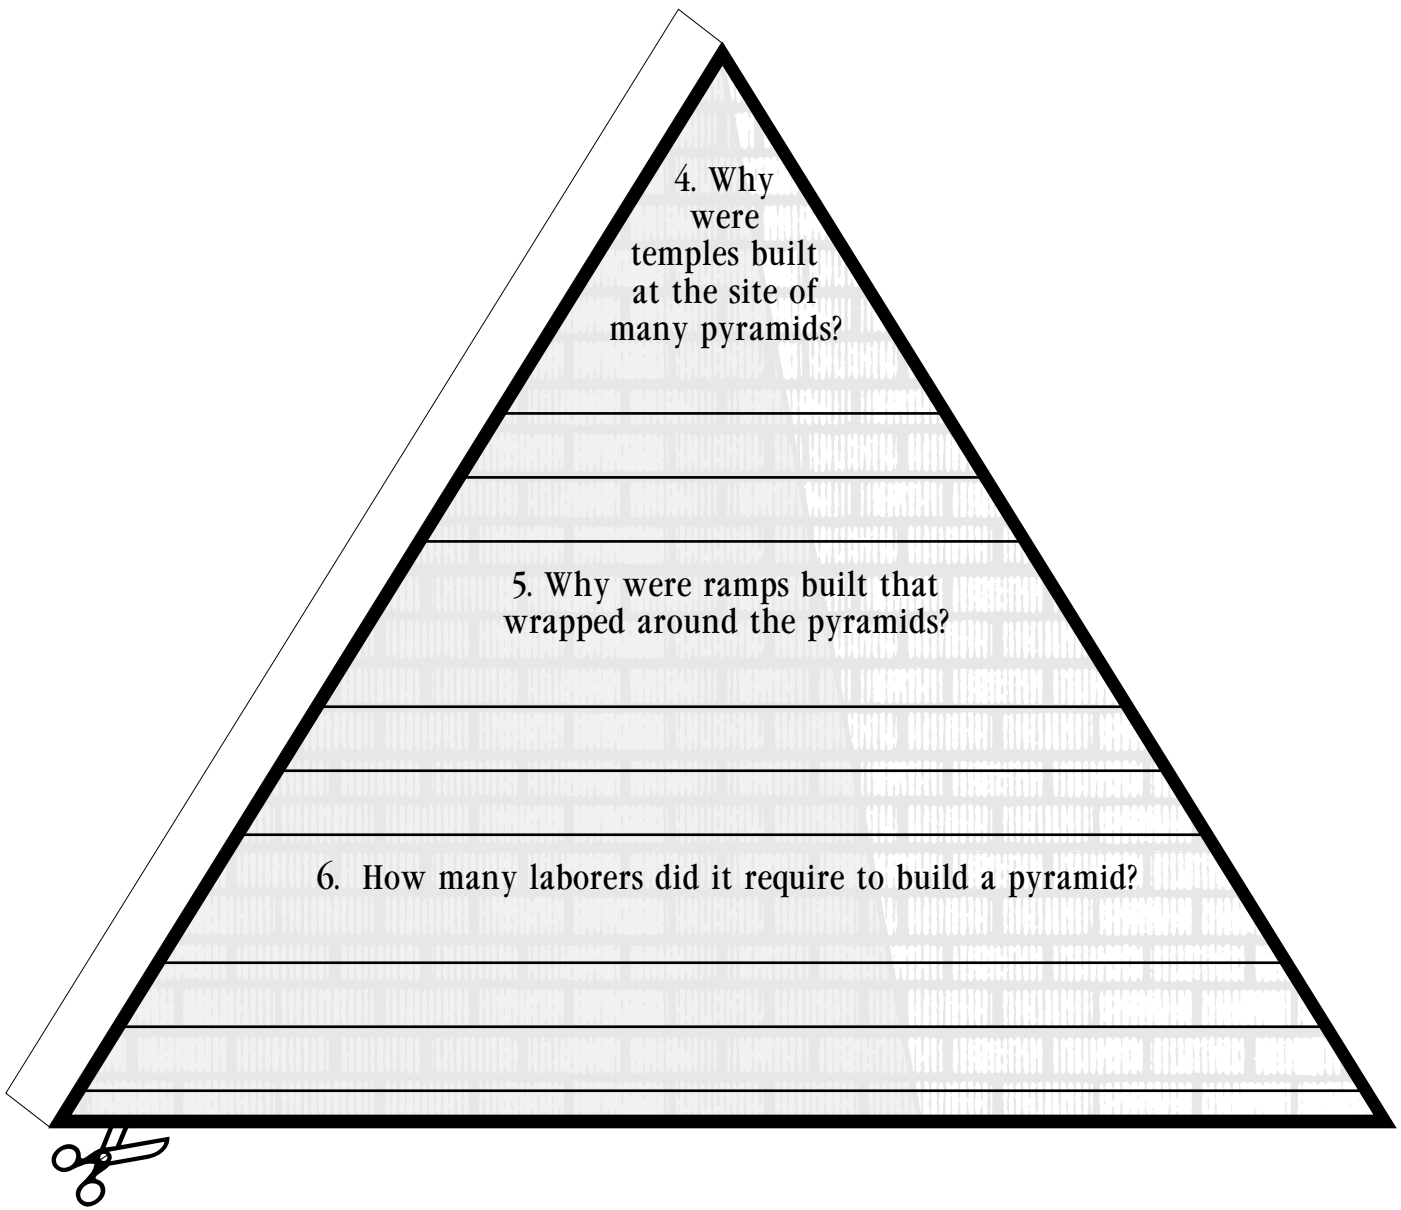 4. Why
were
temples built
at the site of
many pyramids?
5. Why were ramps built that
wrapped around the pyramids?
6. How many laborers did it require to build a pyramid?